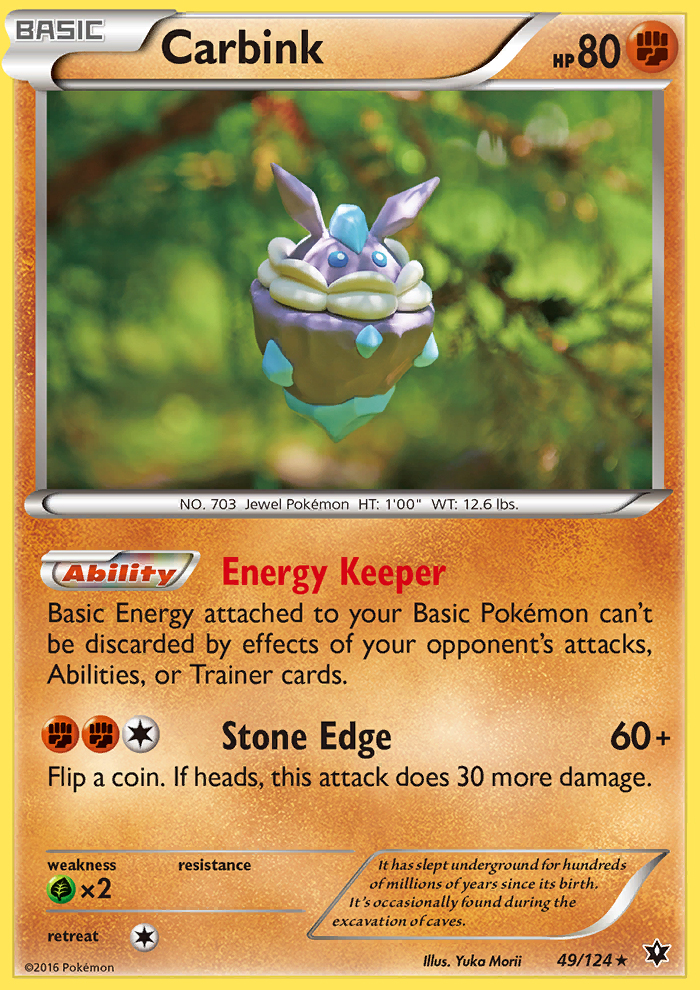 BASIC
Carbink
HP80
NO. 703 Jewel Pokémon HT: 1'00" WT: 12.6 lbs.
Ability Energy Keeper
Basic Energy attached to your Basic Pokémon can't
be discarded by effects of your opponent's attacks,
Abilities, or Trainer cards.
Stone Edge 60+
Flip a coin. If heads, this attack does 30 more damage.
weakness resistance
×2
retreat
It has slept underground for hundreds
of millions of years since its birth.
It's occasionally found during the
excavation of caves.
©2016 Pokémon
Illus. Yuka Morii 49/124 ★